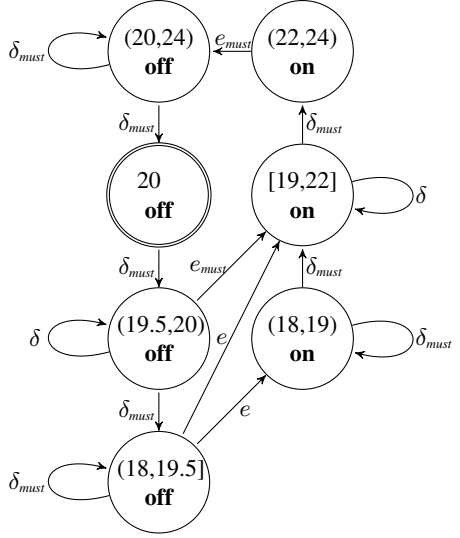 (20,24)
off
δmust
emust
(22,24)
on
δmust
δmust
20
off
[19,22]
on
δ
δmust
emust
δmust
(19.5,20)
off
δ
e
(18,19)
on
δmust
δmust
e
(18,19.5]
off
δmust